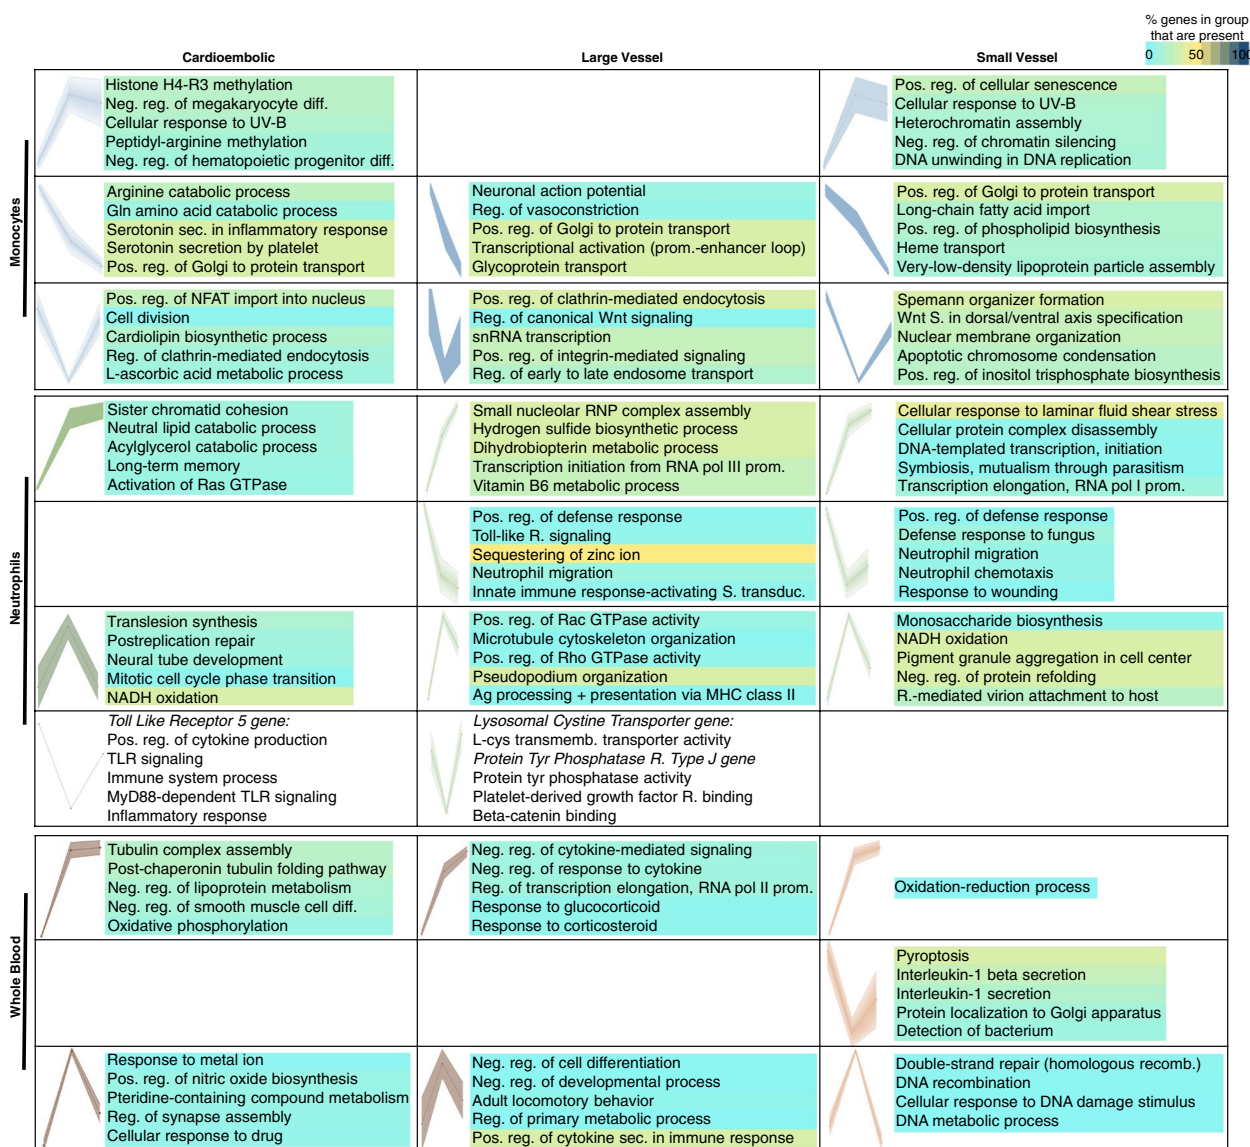 % genes in group
that are present
0 50 100
Cardioembolic
Large Vessel
Small Vessel
Monocytes
Histone H4-R3 methylation
Neg. reg. of megakaryocyte diff.
Cellular response to UV-B
Peptidyl-arginine methylation
Neg. reg. of hematopoietic progenitor diff.
Pos. reg. of cellular senescence
Cellular response to UV-B
Heterochromatin assembly
Neg. reg. of chromatin silencing
DNA unwinding in DNA replication
Arginine catabolic process
Gln amino acid catabolic process
Serotonin sec. in inflammatory response
Serotonin secretion by platelet
Pos. reg. of Golgi to protein transport
Neuronal action potential
Reg. of vasoconstriction
Pos. reg. of Golgi to protein transport
Transcriptional activation (prom.-enhancer loop)
Glycoprotein transport
Pos. reg. of Golgi to protein transport
Long-chain fatty acid import
Pos. reg. of phospholipid biosynthesis
Heme transport
Very-low-density lipoprotein particle assembly
Pos. reg. of NFAT import into nucleus
Cell division
Cardiolipin biosynthetic process
Reg. of clathrin-mediated endocytosis
L-ascorbic acid metabolic process
Pos. reg. of clathrin-mediated endocytosis
Reg. of canonical Wnt signaling
snRNA transcription
Pos. reg. of integrin-mediated signaling
Reg. of early to late endosome transport
Spemann organizer formation
Wnt S. in dorsal/ventral axis specification
Nuclear membrane organization
Apoptotic chromosome condensation
Pos. reg. of inositol trisphosphate biosynthesis
Neutrophils
Sister chromatid cohesion
Neutral lipid catabolic process
Acylglycerol catabolic process
Long-term memory
Activation of Ras GTPase
Small nucleolar RNP complex assembly
Hydrogen sulfide biosynthetic process
Dihydrobiopterin metabolic process
Transcription initiation from RNA pol III prom.
Vitamin B6 metabolic process
Cellular response to laminar fluid shear stress
Cellular protein complex disassembly
DNA-templated transcription, initiation
Symbiosis, mutualism through parasitism
Transcription elongation, RNA pol I prom.
Pos. reg. of defense response
Toll-like R. signaling
Sequestering of zinc ion
Neutrophil migration
Innate immune response-activating S. transduc.
Pos. reg. of defense response
Defense response to fungus
Neutrophil migration
Neutrophil chemotaxis
Response to wounding
Translesion synthesis
Postreplication repair
Neural tube development
Mitotic cell cycle phase transition
NADH oxidation
Pos. reg. of Rac GTPase activity
Microtubule cytoskeleton organization
Pos. reg. of Rho GTPase activity
Pseudopodium organization
Ag processing + presentation via MHC class II
Monosaccharide biosynthesis
NADH oxidation
Pigment granule aggregation in cell center
Neg. reg. of protein refolding
R.-mediated virion attachment to host
Toll Like Receptor 5 gene:
Pos. reg. of cytokine production
TLR signaling
Immune system process
MyD88-dependent TLR signaling
Inflammatory response
Lysosomal Cystine Transporter gene:
L-cys transmemb. transporter activity
Protein Tyr Phosphatase R. Type J gene
Protein tyr phosphatase activity
Platelet-derived growth factor R. binding
Beta-catenin binding
Whole Blood
Tubulin complex assembly
Post-chaperonin tubulin folding pathway
Neg. reg. of lipoprotein metabolism
Neg. reg. of smooth muscle cell diff.
Oxidative phosphorylation
Neg. reg. of cytokine-mediated signaling
Neg. reg. of response to cytokine
Reg. of transcription elongation, RNA pol II prom.
Response to glucocorticoid
Response to corticosteroid
Oxidation-reduction process
Pyroptosis
Interleukin-1 beta secretion
Interleukin-1 secretion
Protein localization to Golgi apparatus
Detection of bacterium
Response to metal ion
Pos. reg. of nitric oxide biosynthesis
Pteridine-containing compound metabolism
Reg. of synapse assembly
Cellular response to drug
Neg. reg. of cell differentiation
Neg. reg. of developmental process
Adult locomotory behavior
Reg. of primary metabolic process
Pos. reg. of cytokine sec. in immune response
Double-strand repair (homologous recomb.)
DNA recombination
Cellular response to DNA damage stimulus
DNA metabolic process